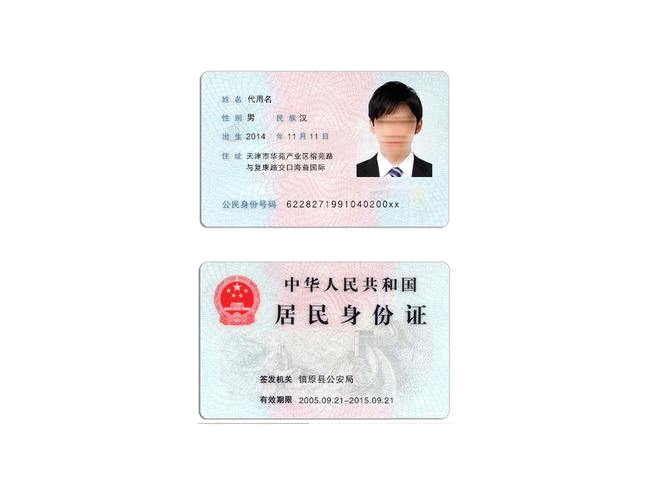 姓名 代用名
性别 男 民族 汉
出生 2014 年 11 月 11 日
住址 天津市华苑产业区榕苑路
与复康路交口海益国际
公民身份号码 6228271991040200xx
中华人民共和国
居民身份证
签发机关 镇原县公安局
有效期限 2005.09.21-2015.09.21